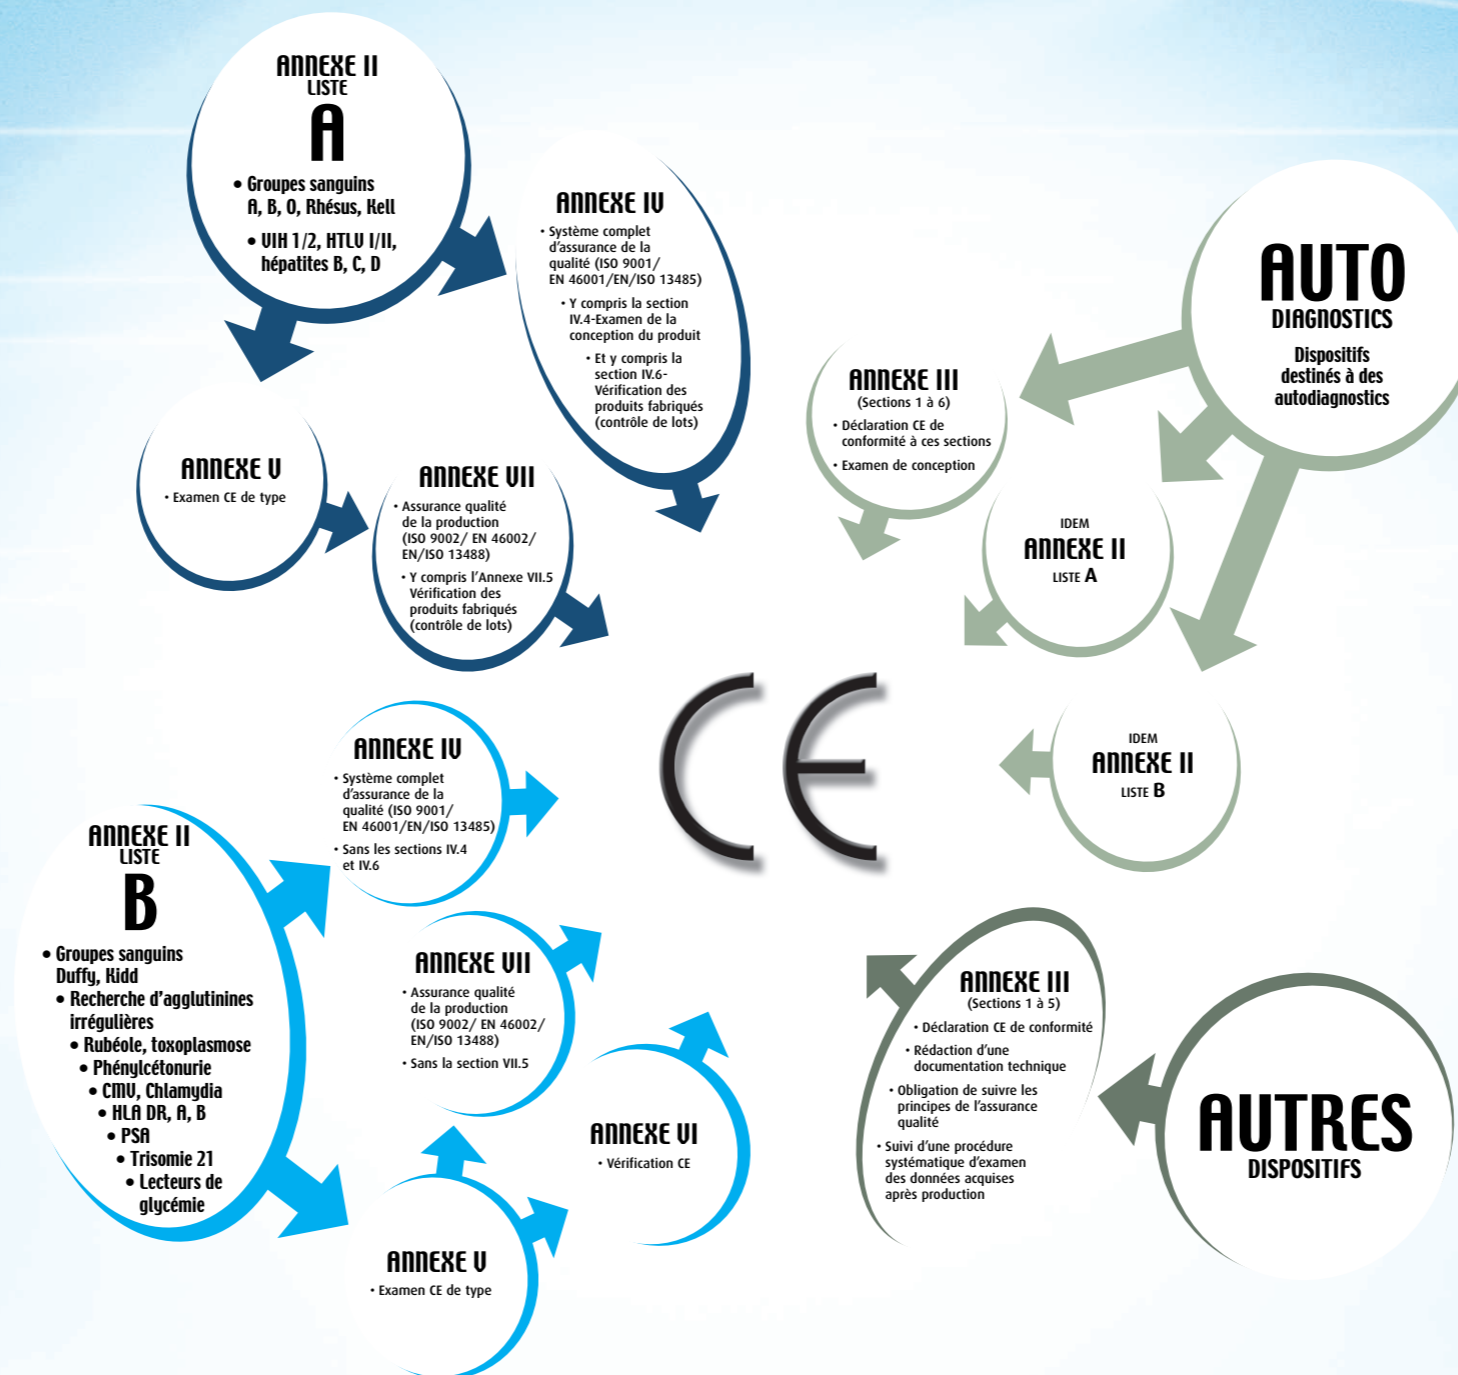 ANNEXE II
LISTE
A
• Groupes sanguins
A, B, O, Rhésus, Kell
• VIH 1/2, HTLV I/II,
hépatites B, C, D
ANNEXE IV
• Système complet
d'assurance de la
qualité (ISO 9001/
EN 46001/EN/ISO 13485)
• Y compris la section
IV.4-Examen de la
conception du produit
• Et y compris la
section IV.6-
Vérification des
produits fabriqués
(contrôle de lots)
ANNEXE V
• Examen CE de type
ANNEXE VII
• Assurance qualité
de la production
(ISO 9002/ EN 46002/
EN/ISO 13488)
• Y compris l'Annexe VII.5
Vérification des
produits fabriqués
(contrôle de lots)
AUTO
DIAGNOSTICS
Dispositifs
destinés à des
autodiagnostics
ANNEXE III
(Sections 1 à 6)
• Déclaration CE de
conformité à ces sections
• Examen de conception
IDEM
ANNEXE II
LISTE A
IDEM
ANNEXE II
LISTE B
CE
ANNEXE II
LISTE
B
• Groupes sanguins
Duffy, Kidd
• Recherche d'agglutinines
irrégulières
• Rubéole, toxoplasmose
• Phénylcétonurie
• CMV, Chlamydia
• HLA DR, A, B
• PSA
• Trisomie 21
• Lecteurs de
glycémie
ANNEXE IV
• Système complet
d'assurance de la
qualité (ISO 9001/
EN 46001/EN/ISO 13485)
• Sans les sections IV.4
et IV.6
ANNEXE VII
• Assurance qualité
de la production
(ISO 9002/ EN 46002/
EN/ISO 13488)
• Sans la section VII.5
ANNEXE VI
• Vérification CE
ANNEXE V
• Examen CE de type
ANNEXE III
(Sections 1 à 5)
• Déclaration CE de conformité
• Rédaction d'une
documentation technique
• Obligation de suivre les
principes de l'assurance
qualité
• Suivi d'une procédure
systématique d'examen
des données acquises
après production
AUTRES
DISPOSITIFS